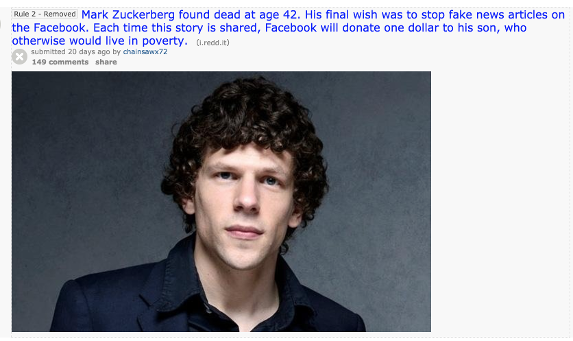 Rule 2 - Removed Mark Zuckerberg found dead at age 42. His final wish was to stop fake news articles on
the Facebook. Each time this story is shared, Facebook will donate one dollar to his son, who
otherwise would live in poverty. (i.redd.it)
submitted 20 days ago by chainsawx72
149 comments share